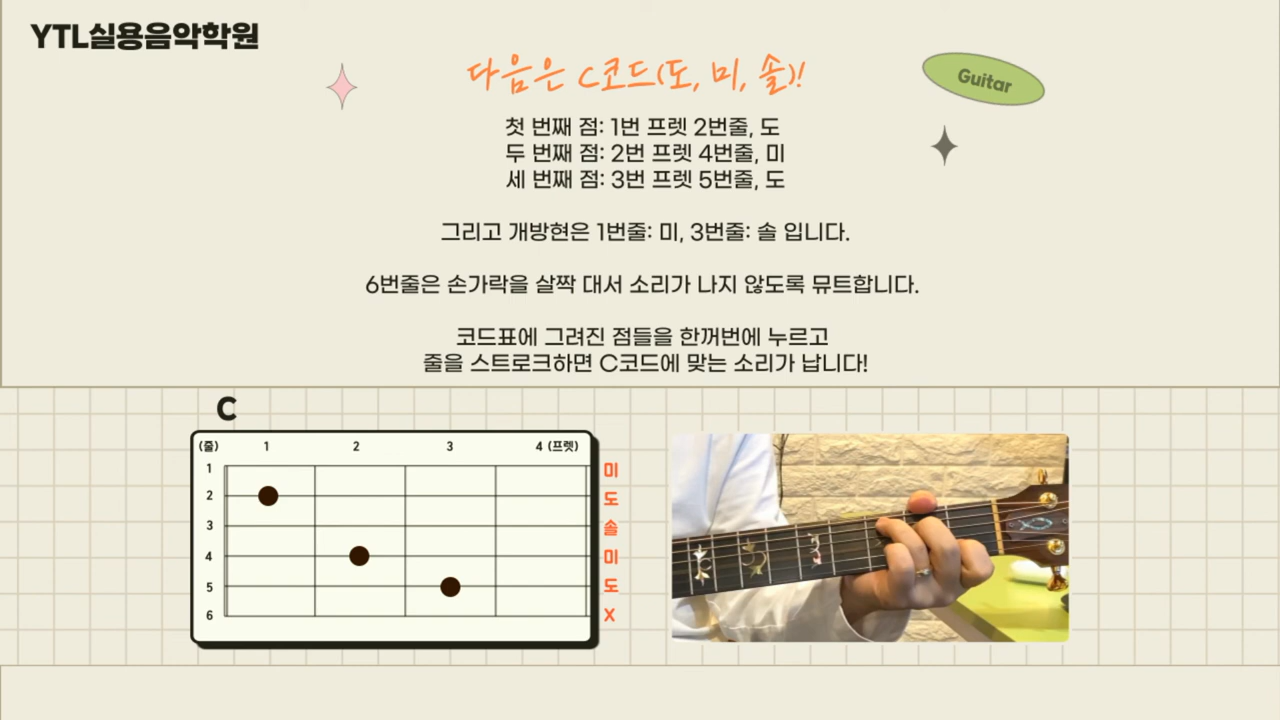 YTL실용음악학원
다음은 C코드(도, 미, 솔)!
Guitar
첫 번째 점: 1번 프렛 2번줄, 도
두 번째 점: 2번 프렛 4번줄, 미
세 번째 점: 3번 프렛 5번줄, 도
그리고 개방현은 1번줄: 미, 3번줄: 솔 입니다.
6번줄은 손가락을 살짝 대서 소리가 나지 않도록 뮤트합니다.
코드표에 그려진 점들을 한꺼번에 누르고
줄을 스트로크하면 C코드에 맞는 소리가 납니다!
C
(줄) 1 2 3 4 (프렛)
1 미
2 도
3 솔
4 미
5 도
6 X